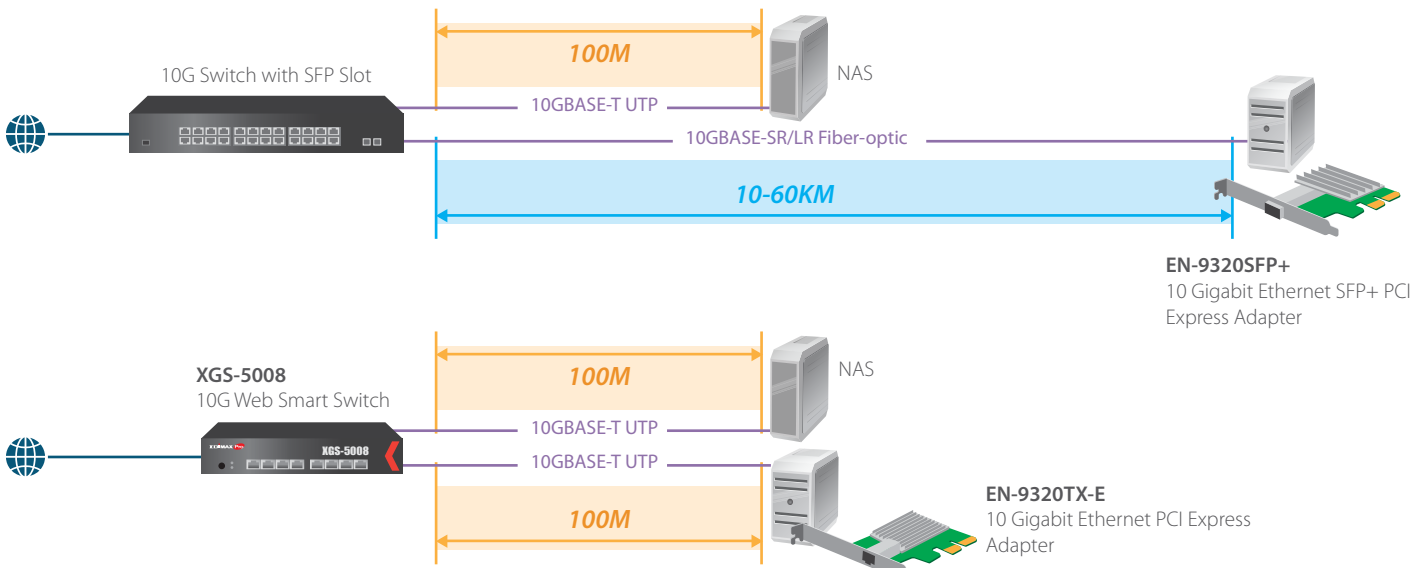 100M
10G Switch with SFP Slot
NAS
10GBASE-T UTP
10GBASE-SR/LR Fiber-optic
10-60KM
EN-9320SFP+
10 Gigabit Ethernet SFP+ PCI
Express Adapter
100M
NAS
XGS-5008
10G Web Smart Switch
10GBASE-T UTP
EDIMAX Pro
XGS-5008
10GBASE-T UTP
100M
EN-9320TX-E
10 Gigabit Ethernet PCI Express
Adapter